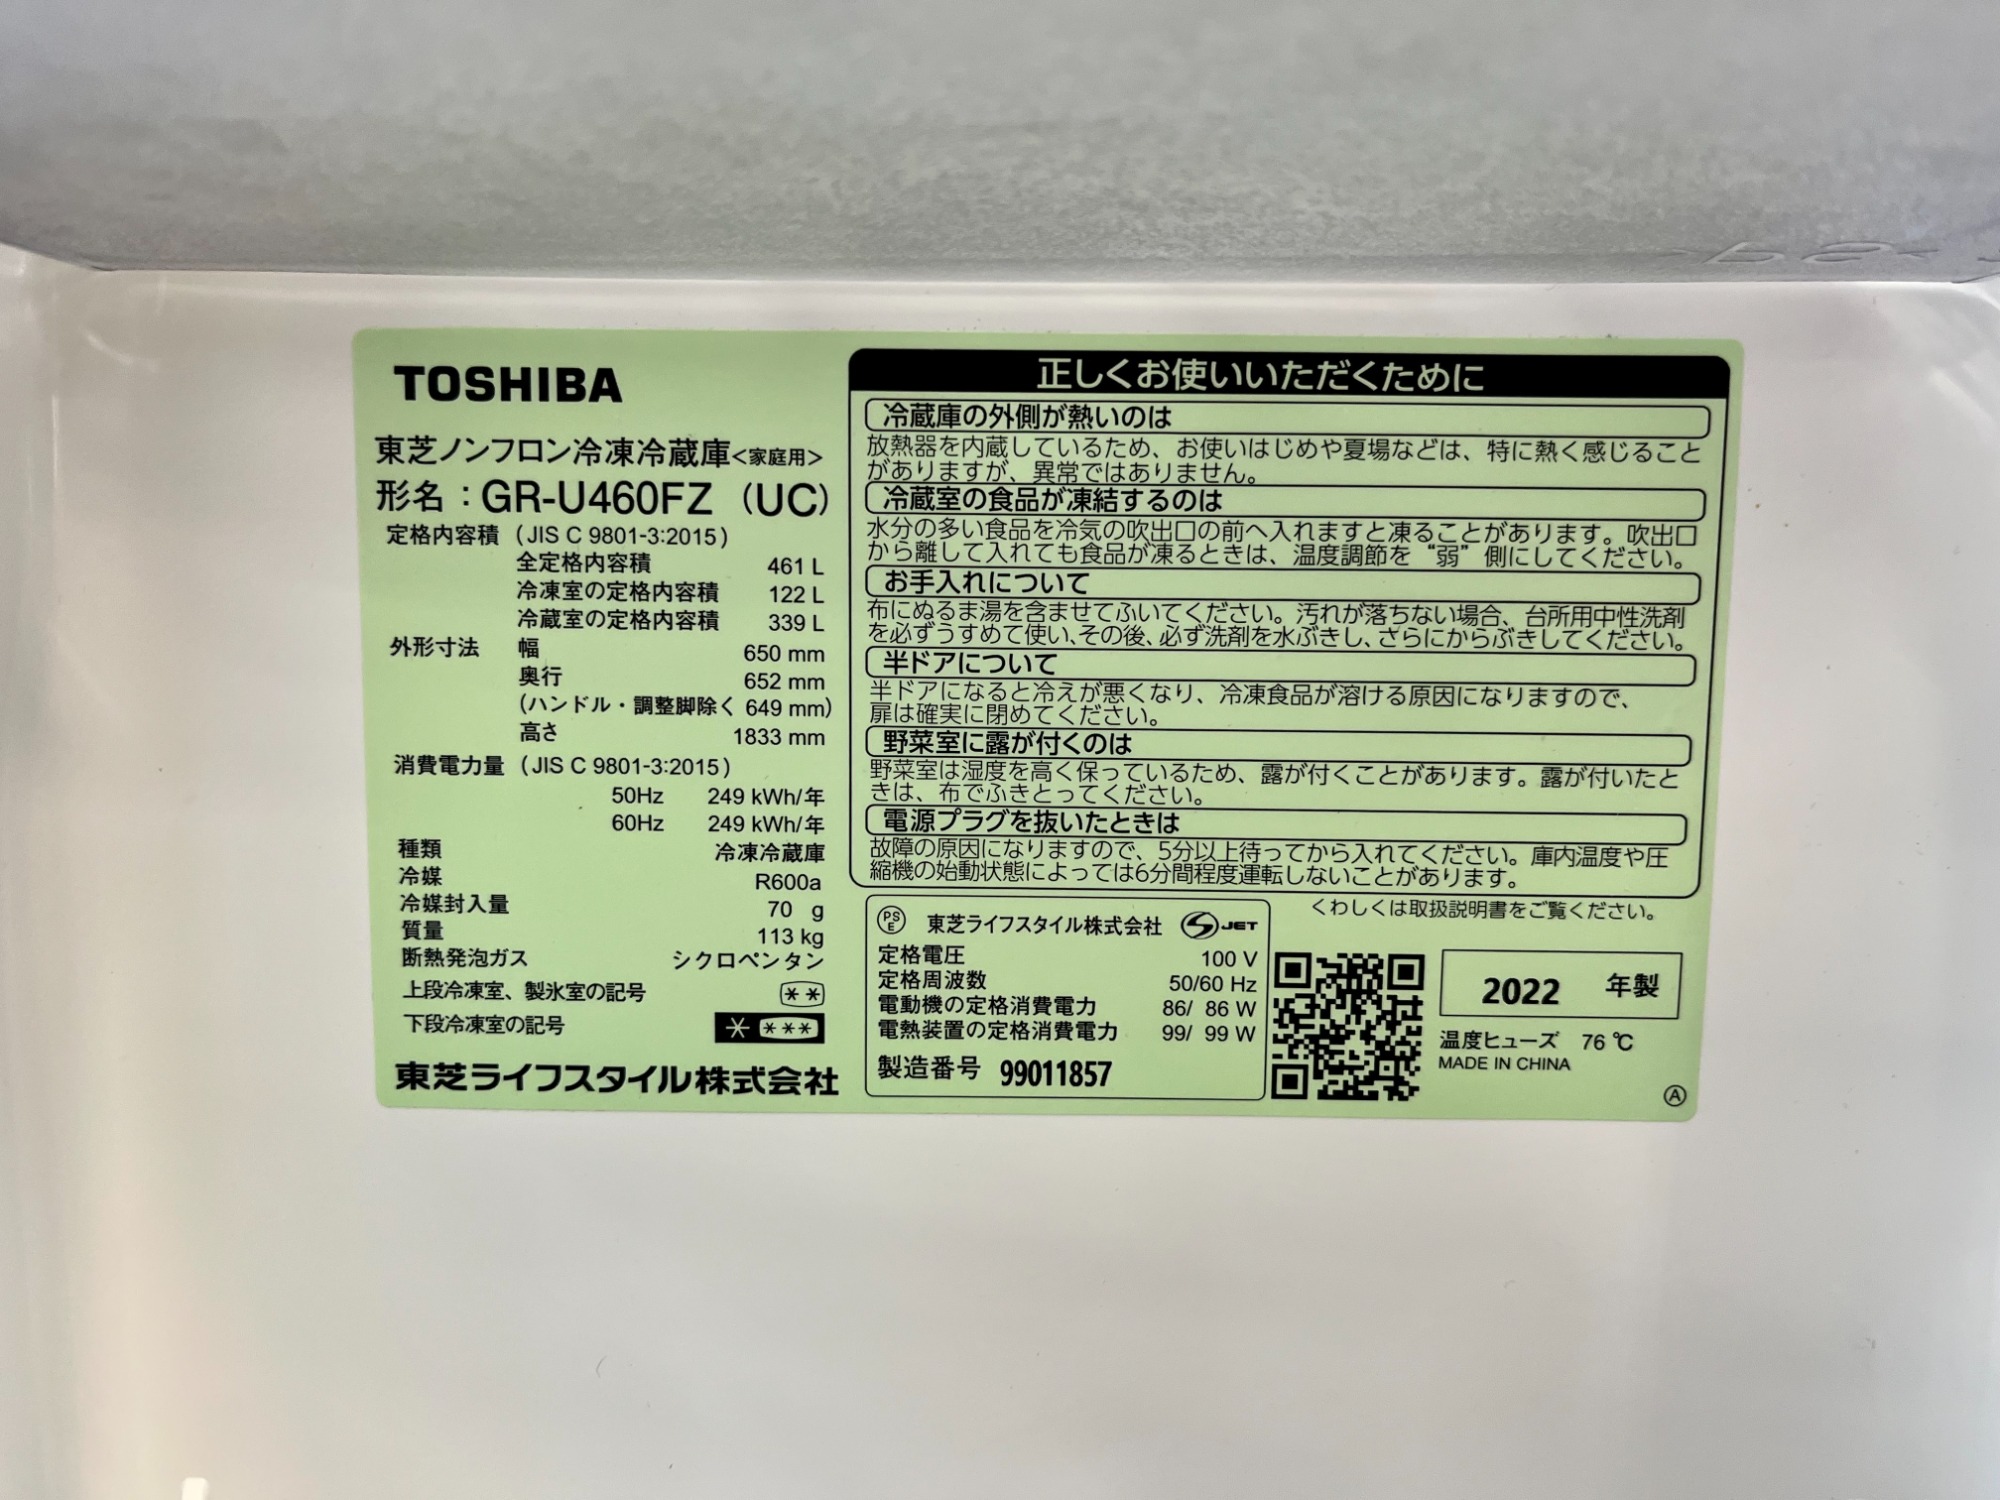 TOSHIBA
東芝ノンフロン冷凍冷蔵庫<家庭用>
形名：GR-U460FZ (UC)
定格内容積 (JIS C 9801-3:2015)
全定格内容積 461 L
冷凍室の定格内容積 122 L
冷蔵室の定格内容積 339 L
外形寸法 幅 650 mm
奥行 652 mm
(ハンドル・調整脚除く 649 mm)
高さ 1833 mm
消費電力量 (JIS C 9801-3:2015)
50Hz 249 kWh/年
60Hz 249 kWh/年
種類 冷凍冷蔵庫
冷媒 R600a
冷媒封入量 70 g
質量 113 kg
断熱発泡ガス シクロペンタン
上段冷凍室、製氷室の記号 **
下段冷凍室の記号 * ***
東芝ライフスタイル株式会社
正しくお使いいただくために
冷蔵庫の外側が熱いのは
放熱器を内蔵しているため、お使いはじめや夏場などは、特に熱く感じること
がありますが、異常ではありません。
冷蔵室の食品が凍結するのは
水分の多い食品を冷気の吹出口の前へ入れますと凍ることがあります。吹出口
から離して入れても食品が凍るときは、温度調節を“弱”側にしてください。
お手入れについて
布にぬるま湯を含ませてふいてください。汚れが落ちない場合、台所用中性洗剤
を必ずうすめて使い、その後、必ず洗剤を水ぶきし、さらにからぶきしてください。
半ドアについて
半ドアになると冷えが悪くなり、冷凍食品が溶ける原因になりますので、
扉は確実に閉めてください。
野菜室に露が付くのは
野菜室は湿度を高く保っているため、露が付くことがあります。露が付いたと
きは、布でふきとってください。
電源プラグを抜いたときは
故障の原因になりますので、5分以上待ってから入れてください。庫内温度や圧
縮機の始動状態によっては6分間程度運転しないことがあります。
くわしくは取扱説明書をご覧ください。
PSE 東芝ライフスタイル株式会社 JET
定格電圧 100 V
定格周波数 50/60 Hz
電動機の定格消費電力 86/ 86 W
電熱装置の定格消費電力 99/ 99 W
製造番号 99011857
2022 年製
温度ヒューズ 76 ℃
MADE IN CHINA
Ⓐ